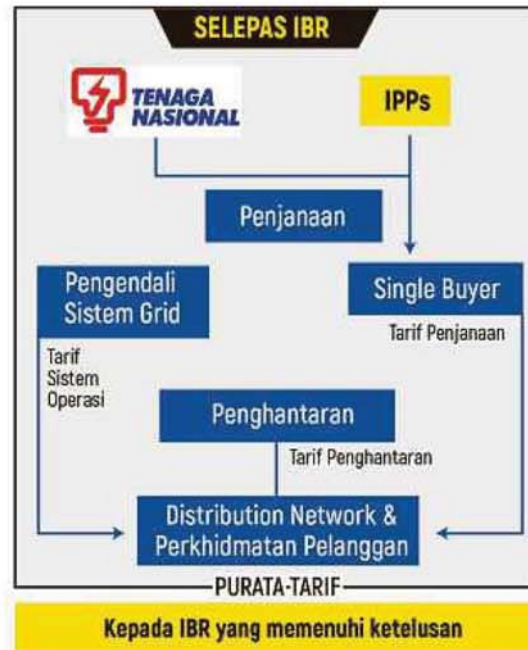 SELEPAS IBR
TENAGA
NASIONAL
IPPs
Penjanaan
Pengendali
Sistem Grid
Single Buyer
Tarif Penjanaan
Tarif
Sistem
Operasi
Penghantaran
Tarif Penghantaran
Distribution Network &
Perkhidmatan Pelanggan
PURATA-TARIF
Kepada IBR yang memenuhi ketelusan